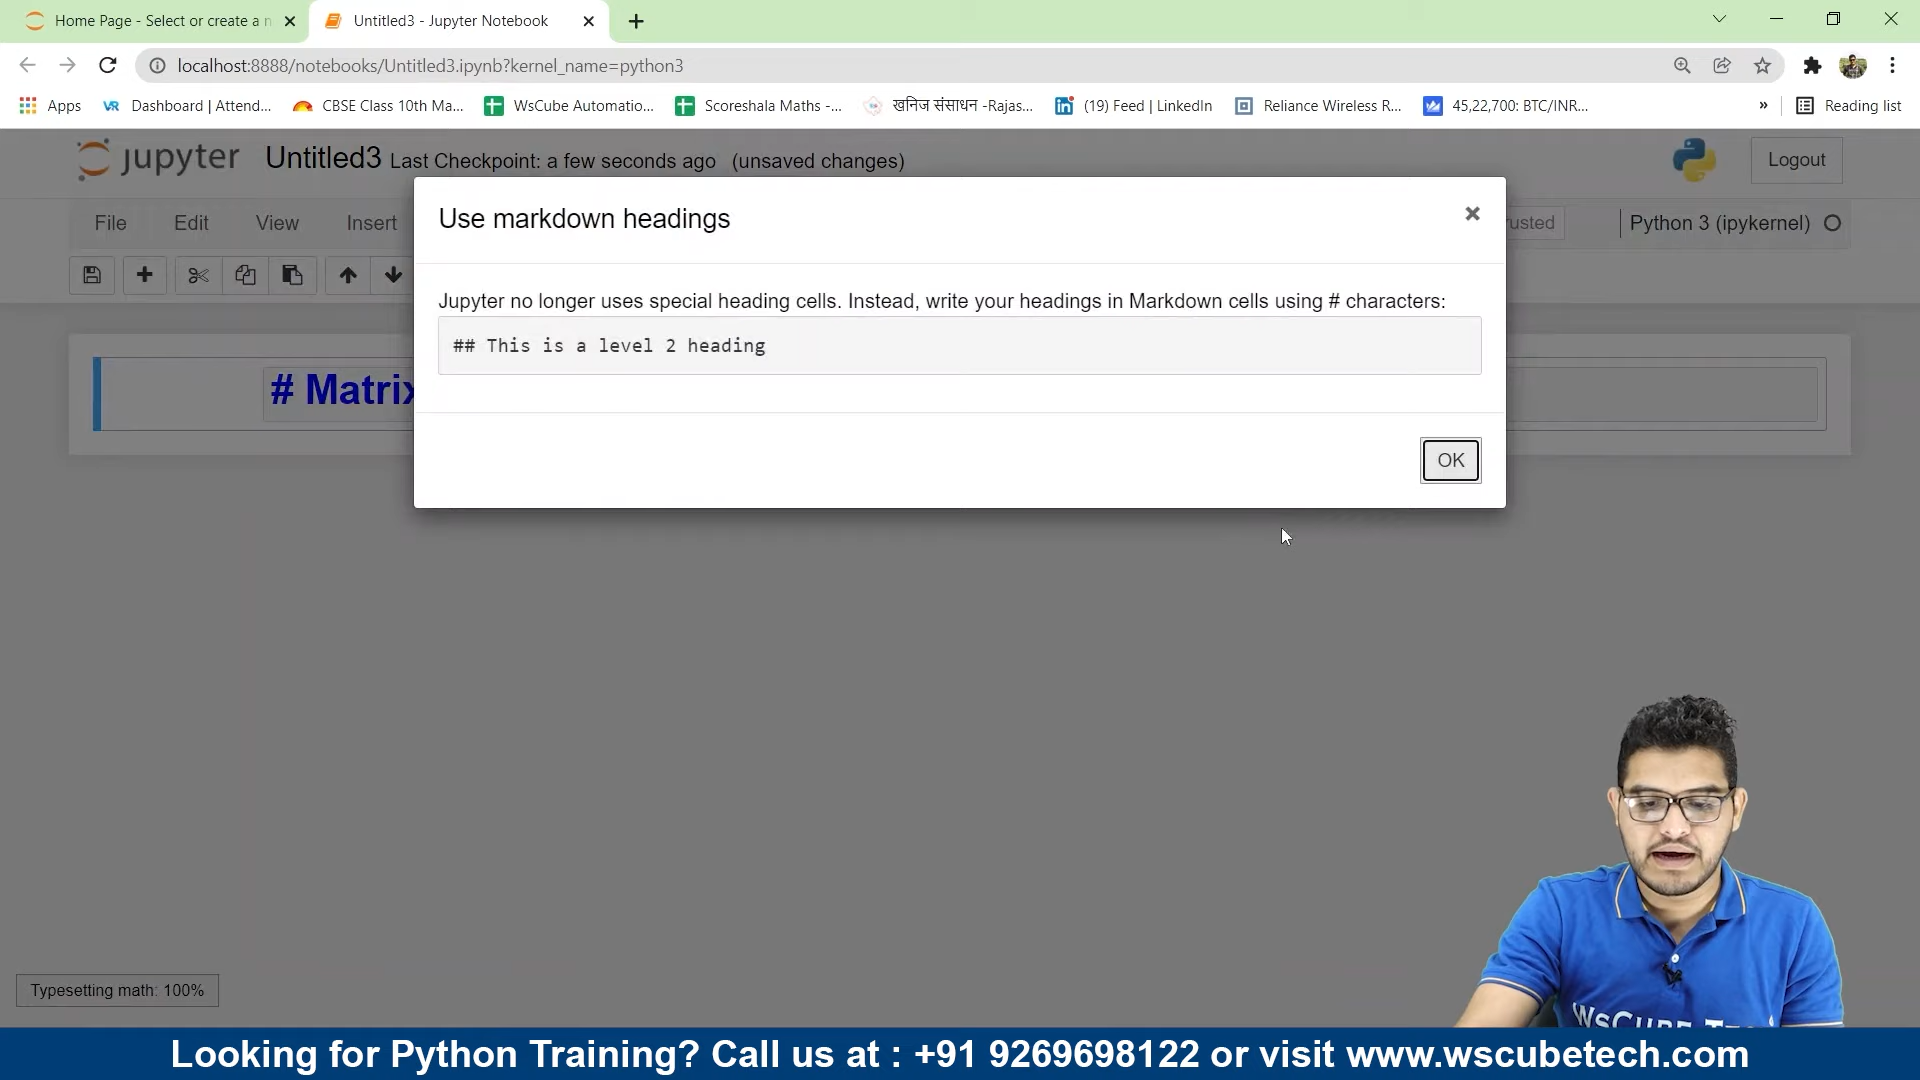 Home Page - Select or create a n
Untitled3 - Jupyter Notebook
localhost:8888/notebooks/Untitled3.ipynb?kernel_name=python3
Apps
VR Dashboard | Attend...
CBSE Class 10th Ma...
WsCube Automatio...
Scoreshala Maths -...
खनिज संसाधन -Rajas...
in (19) Feed | LinkedIn
Reliance Wireless R...
45,22,700: BTC/INR...
»
Reading list
jupyter Untitled3 Last Checkpoint: a few seconds ago (unsaved changes)
Logout
File Edit View Insert
usted
Python 3 (ipykernel)
Use markdown headings
Jupyter no longer uses special heading cells. Instead, write your headings in Markdown cells using # characters:
## This is a level 2 heading
# Matrix
OK
Typesetting math: 100%
WsCube Tec
Looking for Python Training? Call us at : +91 9269698122 or visit www.wscubetech.com